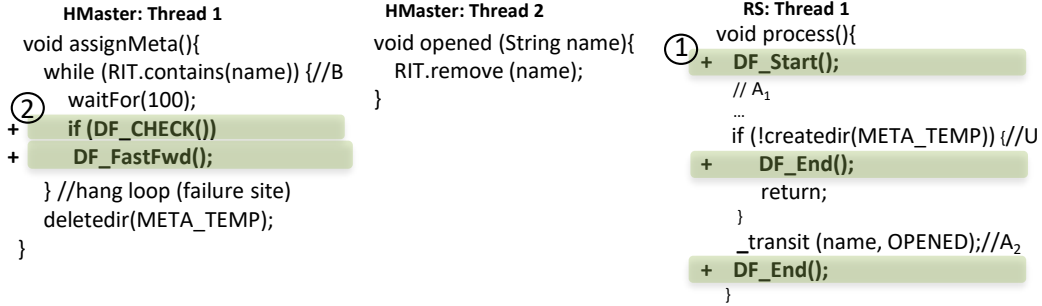 HMaster: Thread 1
void assignMeta(){
while (RIT.contains(name)) {//B
waitFor(100);
②
+ if (DF_CHECK())
+ DF_FastFwd();
} //hang loop (failure site)
deletedir(META_TEMP);
}
HMaster: Thread 2
void opened (String name){
RIT.remove (name);
}
RS: Thread 1
void process(){
①
+ DF_Start();
// A₁
...
if (!createdir(META_TEMP)) {//U
+ DF_End();
return;
}
_transit (name, OPENED);//A₂
+ DF_End();
}